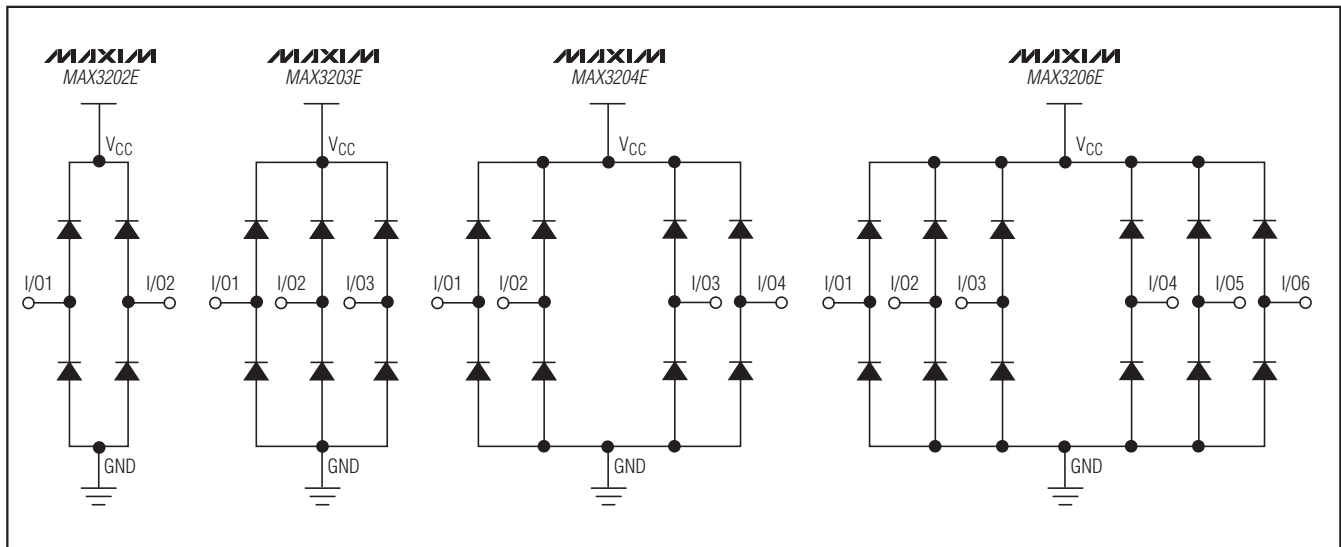 MAXIM MAXIM MAXIM MAXIM
MAX3202E MAX3203E MAX3204E MAX3206E
VCC VCC VCC VCC
I/O1 I/O2 I/O1 I/O2 I/O3 I/O1 I/O2 I/O3 I/O4 I/O1 I/O2 I/O3 I/O4 I/O5 I/O6
GND GND GND GND